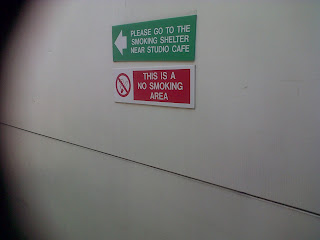 PLEASE GO TO THE
SMOKING SHELTER
NEAR STUDIO CAFE
THIS IS A
NO SMOKING
AREA